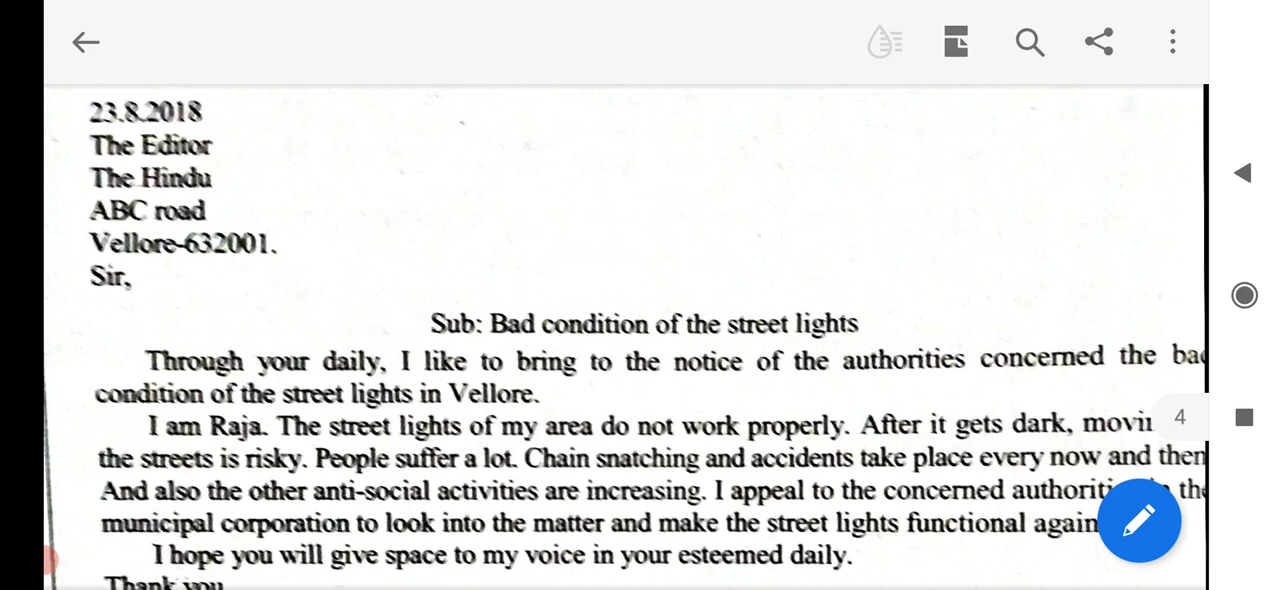 23.8.2018
The Editor
The Hindu
ABC road
Vellore-632001.
Sir,
Sub: Bad condition of the street lights
Through your daily, I like to bring to the notice of the authorities concerned the
condition of the street lights in Vellore.
I am Raja. The street lights of my area do not work properly. After it gets dark,
4
the streets is risky. People suffer a lot. Chain snatching and accidents take place every now and then
And also the other anti-social activities are increasing. I appeal to the concerned
municipal corporation to look into the matter and make the street lights functional again
I hope you will give space to my voice in your esteemed daily.
Thank you